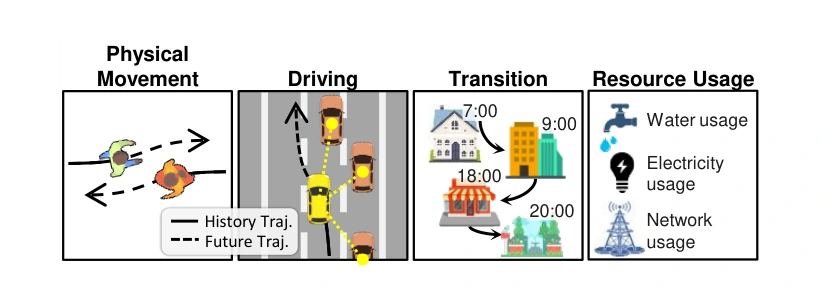 Physical
Movement
Driving
Transition
Resource Usage
7:00
9:00
18:00
20:00
Water usage
Electricity
usage
Network
usage
History Traj.
Future Traj.